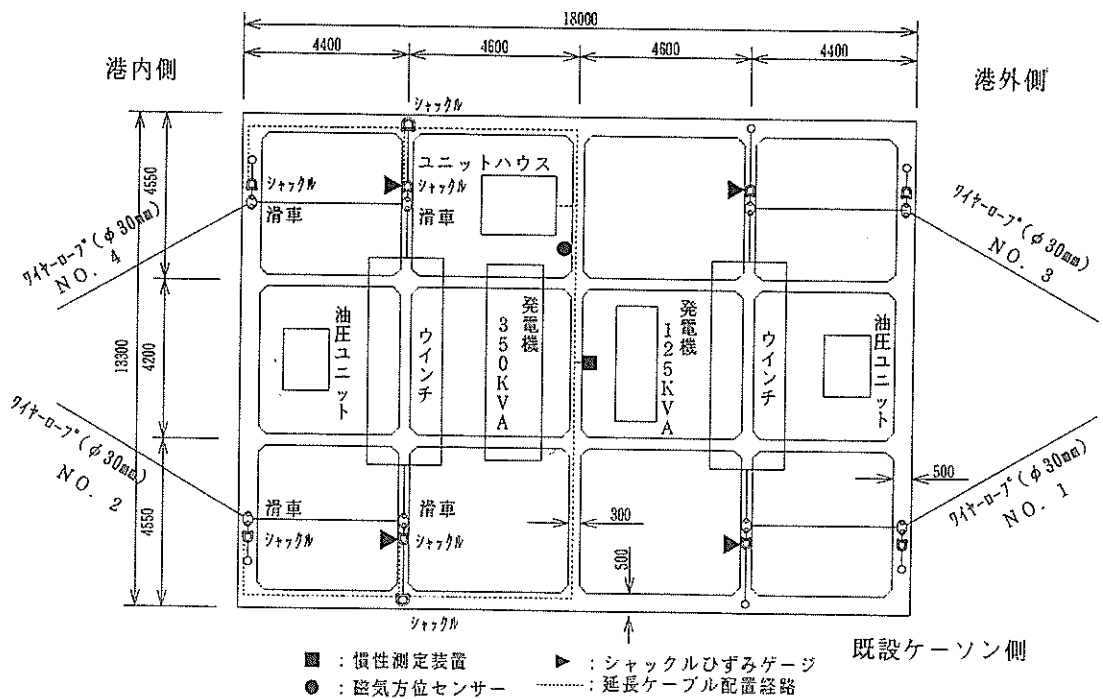 18000
4400 4600 4600 4400
港内側
港外側
シャックル
4550
ユニットハウス
シャックル
シャックル
滑車
滑車
ワイヤーロープ(φ30mm)
NO. 4
ワイヤーロープ(φ30mm)
NO. 3
13300
4200
油圧ユニット
ウインチ
発電機
350KVA
発電機
125KVA
ウインチ
油圧ユニット
ワイヤーロープ(φ30mm)
NO. 2
ワイヤーロープ(φ30mm)
NO. 1
4550
滑車
滑車
シャックル
シャックル
300
500
500
シャックル
既設ケーソン側
■ : 慣性測定装置
▶ : シャックルひずみゲージ
● : 磁気方位センサー
------- : 延長ケーブル配置経路